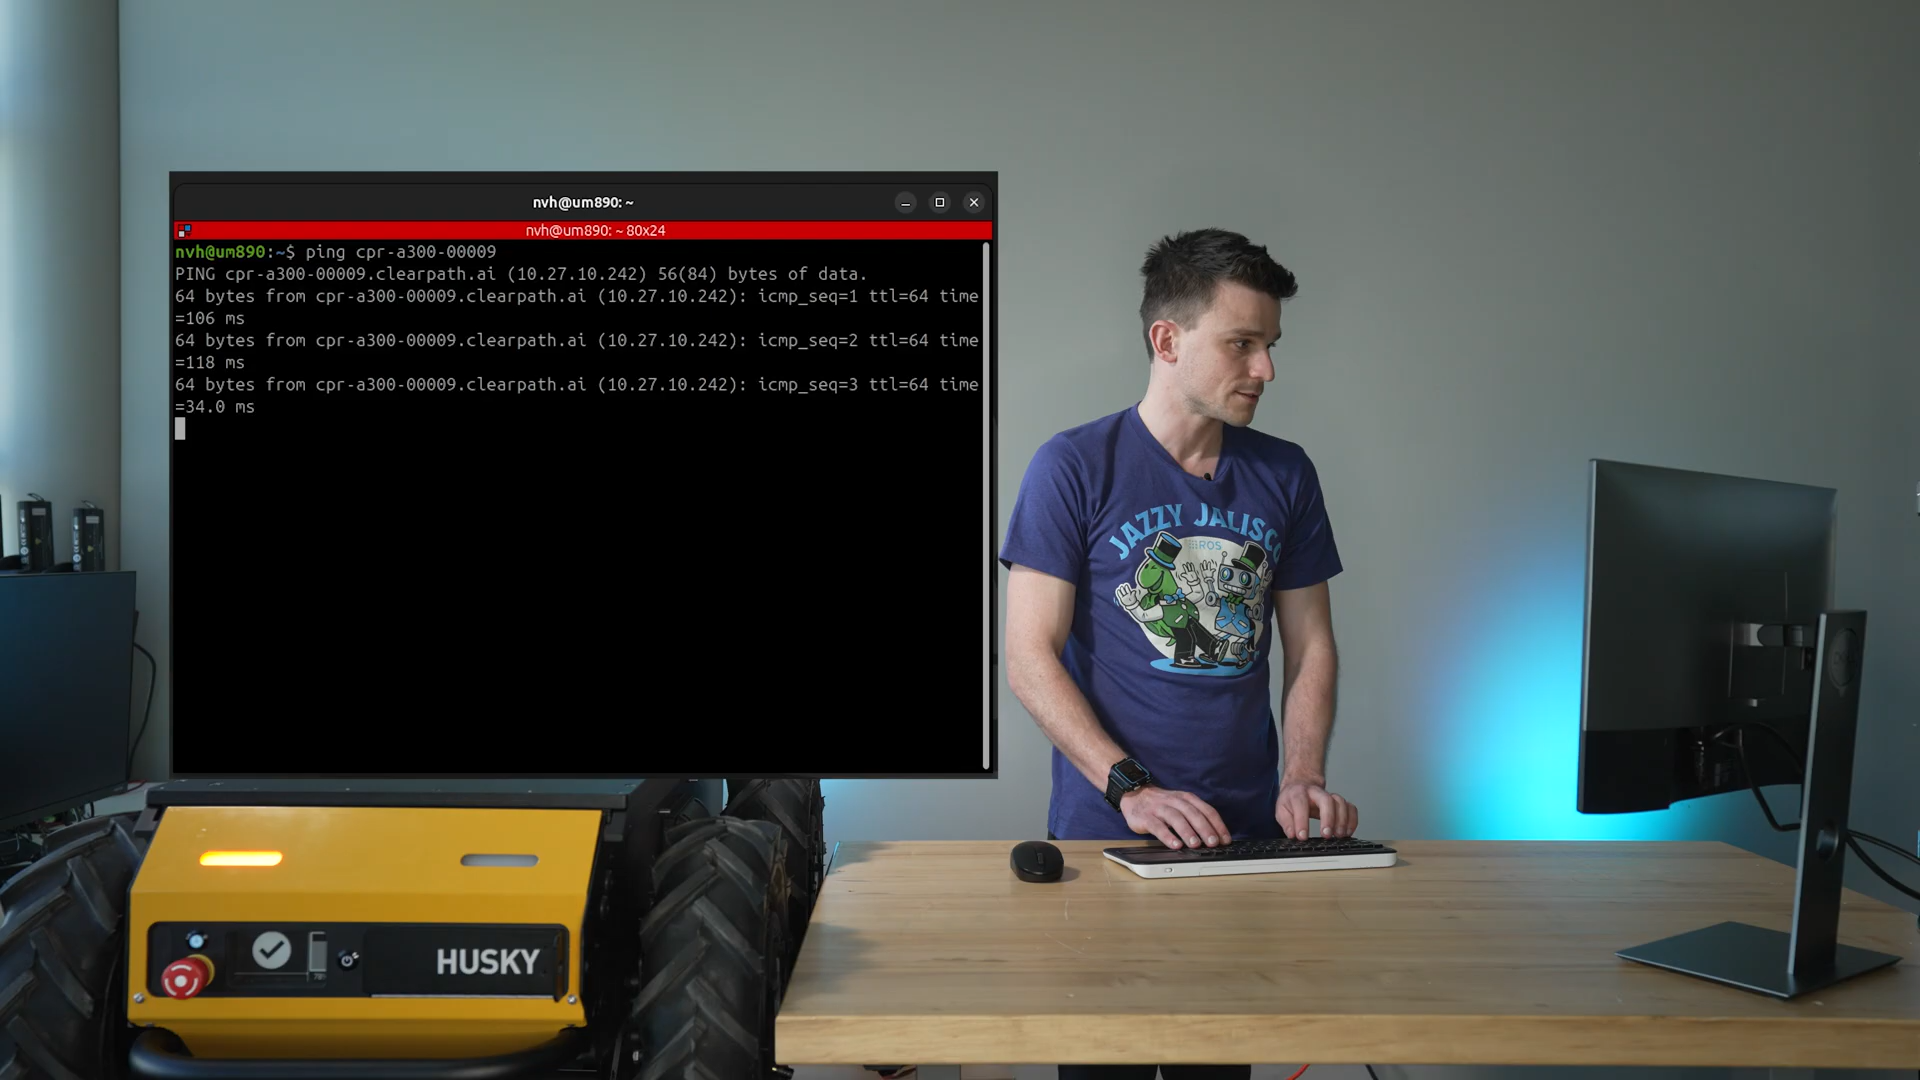 nvh@um890: ~
nvh@um890: ~ 80x24
nvh@um890:~$ ping cpr-a300-00009
PING cpr-a300-00009.clearpath.ai (10.27.10.242) 56(84) bytes of data.
64 bytes from cpr-a300-00009.clearpath.ai (10.27.10.242): icmp_seq=1 ttl=64 time
=106 ms
64 bytes from cpr-a300-00009.clearpath.ai (10.27.10.242): icmp_seq=2 ttl=64 time
=118 ms
64 bytes from cpr-a300-00009.clearpath.ai (10.27.10.242): icmp_seq=3 ttl=64 time
=34.0 ms
JAZZY JALISCO
ROS
HUSKY